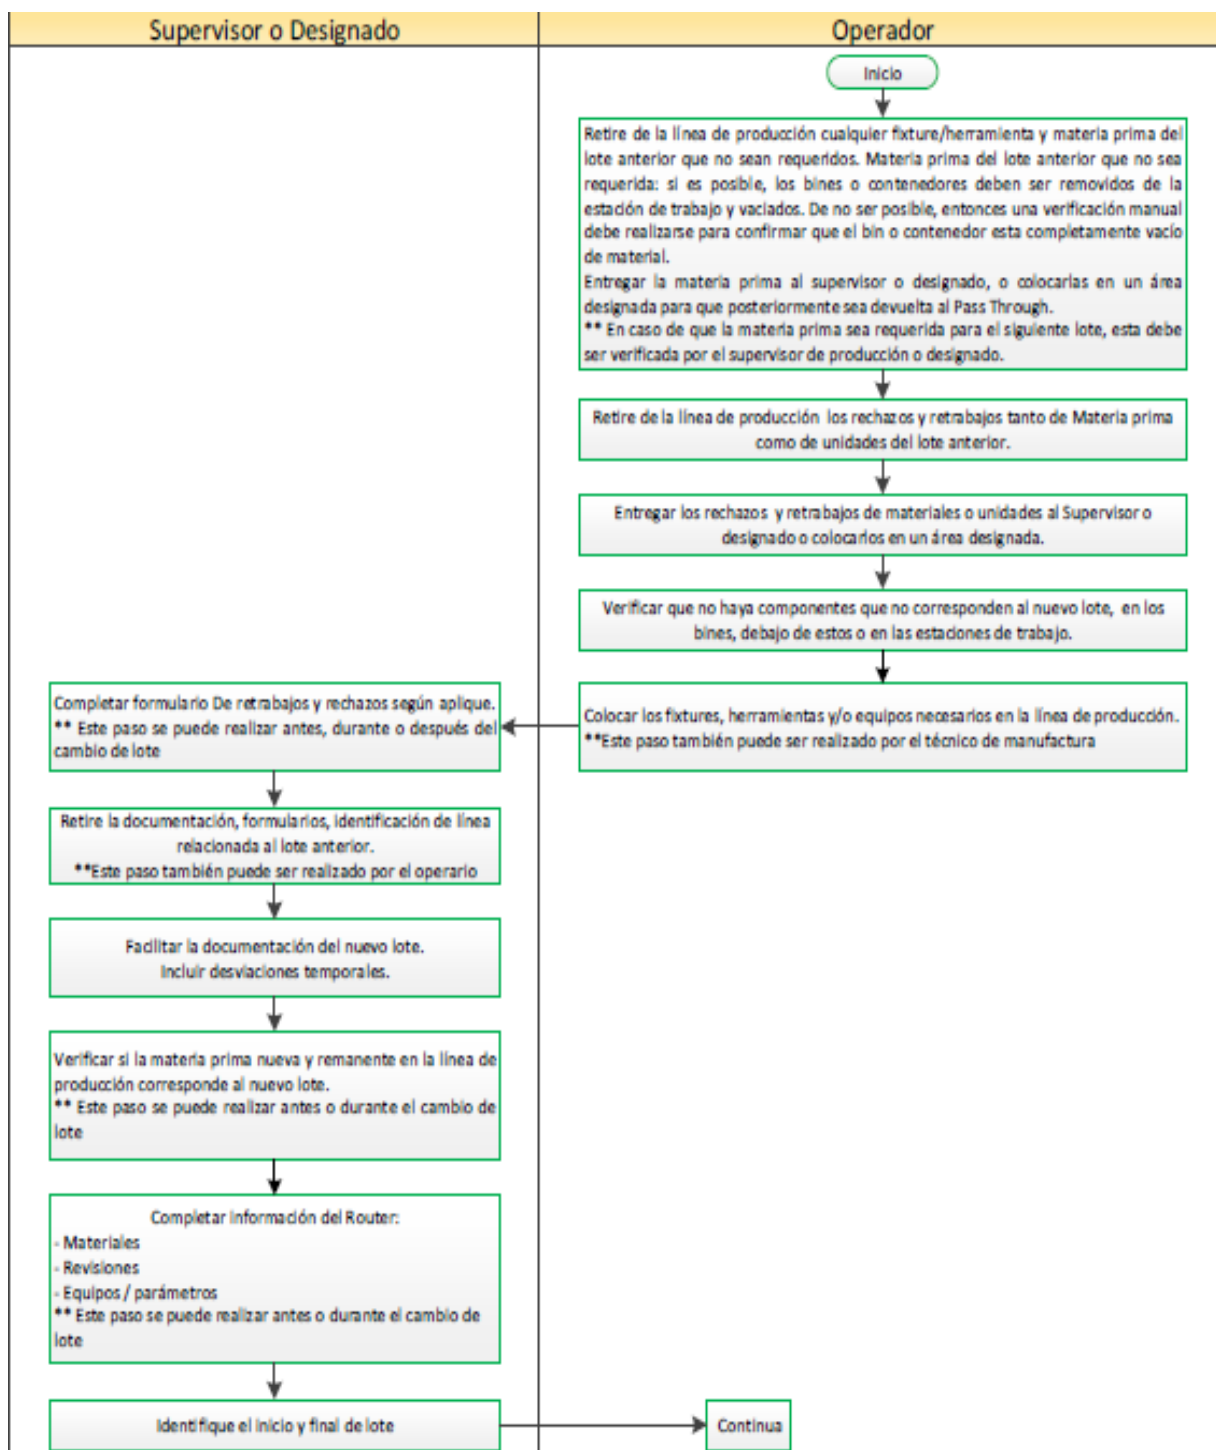 Supervisor o Designado
Operador
Inicio
Retire de la línea de producción cualquier fixture/herramienta y materia prima del
lote anterior que no sean requeridos. Materia prima del lote anterior que no sea
requerida: si es posible, los bines o contenedores deben ser removidos de la
estación de trabajo y vaciados. De no ser posible, entonces una verificación manual
debe realizarse para confirmar que el bin o contenedor esta completamente vacío
de material.
Entregar la materia prima al supervisor o designado, o colocarlas en un área
designada para que posteriormente sea devuelta al Pass Through.
** En caso de que la materia prima sea requerida para el siguiente lote, esta debe
ser verificada por el supervisor de producción o designado.
Retire de la línea de producción los rechazos y retrabajos tanto de Materia prima
como de unidades del lote anterior.
Entregar los rechazos y retrabajos de materiales o unidades al Supervisor o
designado o colocarlos en un área designada.
Verificar que no haya componentes que no corresponden al nuevo lote, en los
bines, debajo de estos o en las estaciones de trabajo.
Colocar los fixtures, herramientas y/o equipos necesarios en la línea de producción.
**Este paso también puede ser realizado por el técnico de manufactura
Completar formulario De retrabajos y rechazos según aplique.
** Este paso se puede realizar antes, durante o después del
cambio de lote
Retire la documentación, formularios, identificación de línea
relacionada al lote anterior.
**Este paso también puede ser realizado por el operario
Facilitar la documentación del nuevo lote.
Incluir desviaciones temporales.
Verificar si la materia prima nueva y remanente en la línea de
producción corresponde al nuevo lote.
** Este paso se puede realizar antes o durante el cambio de
lote
Completar información del Router:
- Materiales
- Revisiones
- Equipos / parámetros
** Este paso se puede realizar antes o durante el cambio de
lote
Identifique el inicio y final de lote
Continua